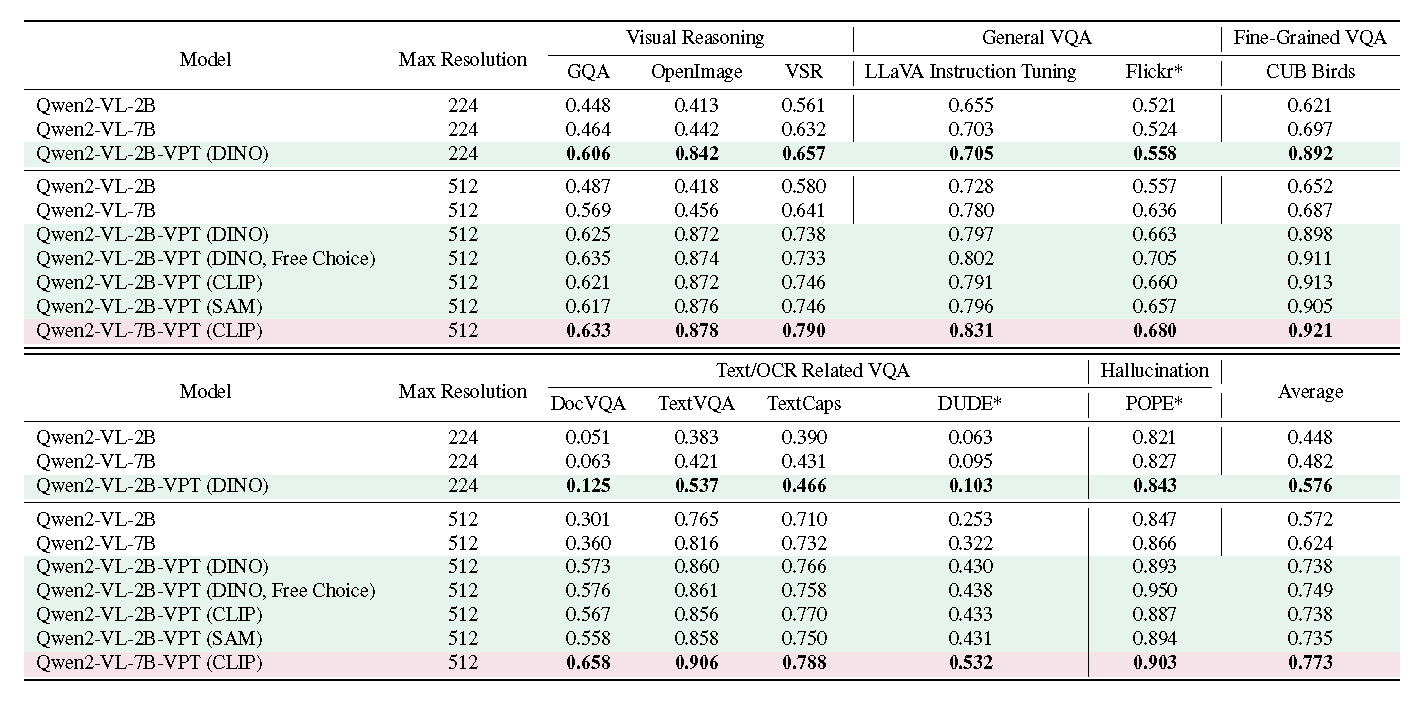 Model Max Resolution Visual Reasoning General VQA Fine-Grained VQA
GQA OpenImage VSR LLaVA Instruction Tuning Flickr* CUB Birds
Qwen2-VL-2B 224 0.448 0.413 0.561 0.655 0.521 0.621
Qwen2-VL-7B 224 0.464 0.442 0.632 0.703 0.524 0.697
Qwen2-VL-2B-VPT (DINO) 224 0.606 0.842 0.657 0.705 0.558 0.892
Qwen2-VL-2B 512 0.487 0.418 0.580 0.728 0.557 0.652
Qwen2-VL-7B 512 0.569 0.456 0.641 0.780 0.636 0.687
Qwen2-VL-2B-VPT (DINO) 512 0.625 0.872 0.738 0.797 0.663 0.898
Qwen2-VL-2B-VPT (DINO, Free Choice) 512 0.635 0.874 0.733 0.802 0.705 0.911
Qwen2-VL-2B-VPT (CLIP) 512 0.621 0.872 0.746 0.791 0.660 0.913
Qwen2-VL-2B-VPT (SAM) 512 0.617 0.876 0.746 0.796 0.657 0.905
Qwen2-VL-7B-VPT (CLIP) 512 0.633 0.878 0.790 0.831 0.680 0.921
Model Max Resolution Text/OCR Related VQA Hallucination Average
DocVQA TextVQA TextCaps DUDE* POPE*
Qwen2-VL-2B 224 0.051 0.383 0.390 0.063 0.821 0.448
Qwen2-VL-7B 224 0.063 0.421 0.431 0.095 0.827 0.482
Qwen2-VL-2B-VPT (DINO) 224 0.125 0.537 0.466 0.103 0.843 0.576
Qwen2-VL-2B 512 0.301 0.765 0.710 0.253 0.847 0.572
Qwen2-VL-7B 512 0.360 0.816 0.732 0.322 0.866 0.624
Qwen2-VL-2B-VPT (DINO) 512 0.573 0.860 0.766 0.430 0.893 0.738
Qwen2-VL-2B-VPT (DINO, Free Choice) 512 0.576 0.861 0.758 0.438 0.950 0.749
Qwen2-VL-2B-VPT (CLIP) 512 0.567 0.856 0.770 0.433 0.887 0.738
Qwen2-VL-2B-VPT (SAM) 512 0.558 0.858 0.750 0.431 0.894 0.735
Qwen2-VL-7B-VPT (CLIP) 512 0.658 0.906 0.788 0.532 0.903 0.773